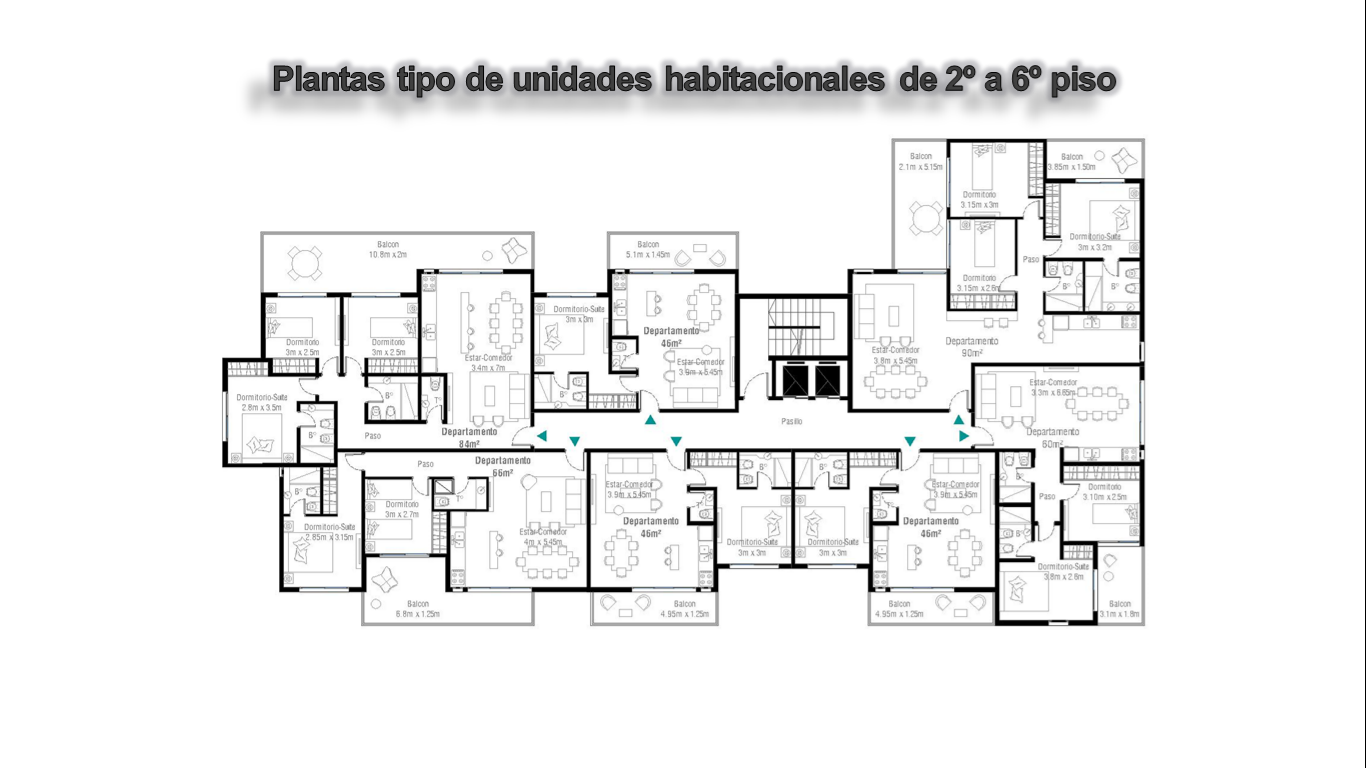 Plantas tipo de unidades habitacionales de 2º a 6º piso
Balcon
2.1m x 5.15m
Dormitorio
3.15m x 3m
Balcon
3.85m x 1.50m
Dormitorio-Suite
3m x 3.2m
Dormitorio
3.15m x 2.8m
Paso
Bº
Bº
Balcon
10.8m x 2m
Balcon
5.1m x 1.45m
Dormitorio
3m x 2.5m
Dormitorio
3m x 2.5m
Estar-Comedor
3.4m x 7m
Dormitorio-Suite
3m x 3m
Departamento
46m²
Estar-Comedor
3.9m x 5.45m
Estar-Comedor
3.8m x 5.45m
Departamento
90m²
Dormitorio-Suite
2.8m x 3.5m
Bº
Bº
Tº
Bº
Paso
Departamento
84m²
Pasillo
Estar-Comedor
3.3m x 6.65m
Departamento
60m²
Paso
Departamento
66m²
Bº
Dormitorio-Suite
2.85m x 3.15m
Dormitorio
3m x 2.7m
Tº
Estar-Comedor
4m x 5.45m
Estar-Comedor
3.9m x 5.45m
Departamento
46m²
Bº
Dormitorio-Suite
3m x 3m
Bº
Dormitorio-Suite
3m x 3m
Estar-Comedor
3.9m x 5.45m
Departamento
46m²
Bº
Paso
Dormitorio
3.10m x 2.5m
Bº
Dormitorio-Suite
3.8m x 2.6m
Balcon
6.8m x 1.25m
Balcon
4.95m x 1.25m
Balcon
4.95m x 1.25m
Balcon
3.1m x 1.8m